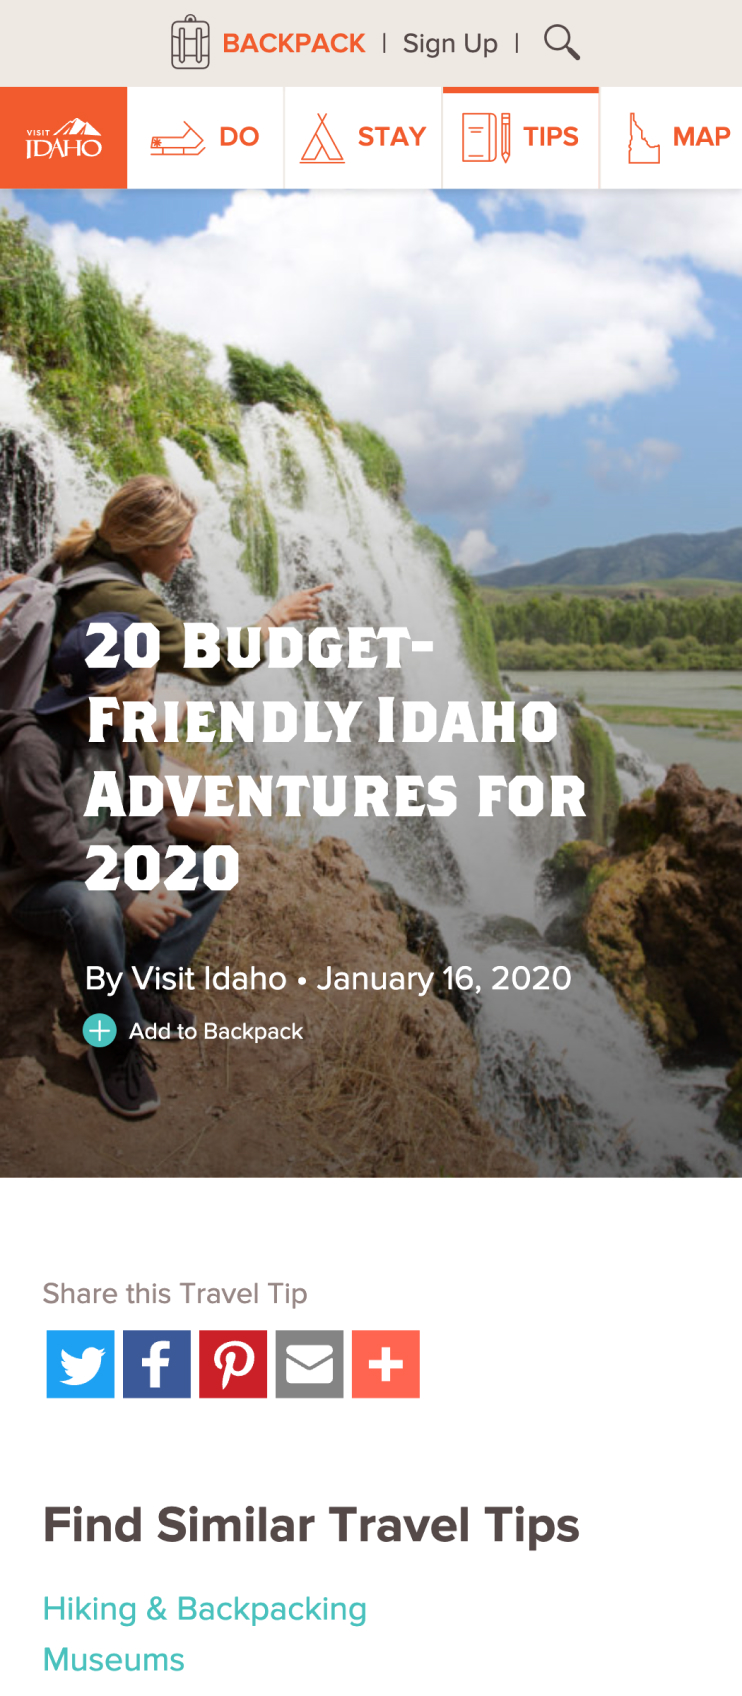 BACKPACK | Sign Up |
VISIT
IDAHO
DO
STAY
TIPS
MAP
20 Budget-
Friendly Idaho
Adventures for
2020
By Visit Idaho • January 16, 2020
Add to Backpack
Share this Travel Tip
Find Similar Travel Tips
Hiking & Backpacking
Museums